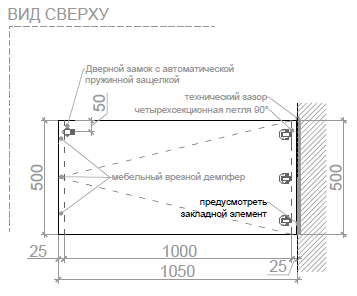 ВИД СВЕРХУ
Дверной замок с автоматической
пружинной защелкой
технический зазор
четырехсекционная петля 90°
50
500
мебельный врезной демпфер
500
предусмотреть
закладной элемент
25
1000
25
1050